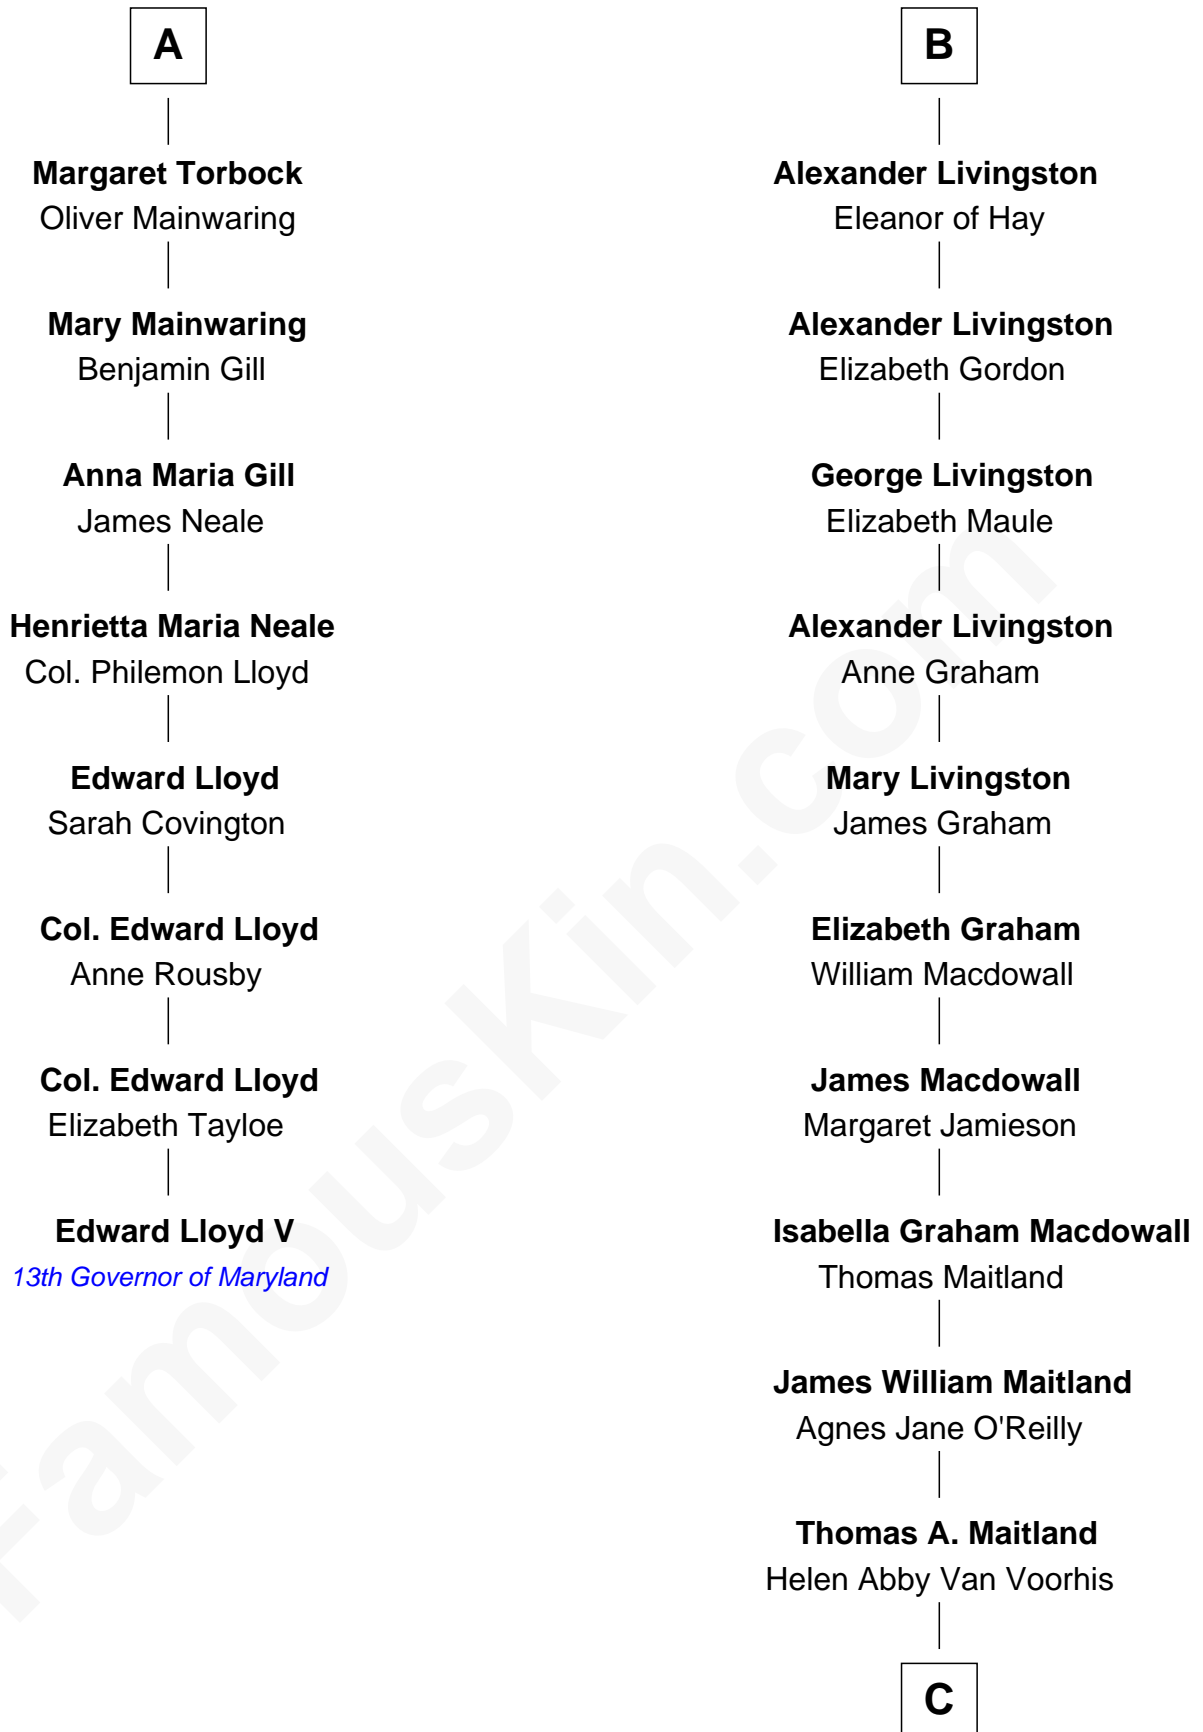 A
Margaret Torbock
Oliver Mainwaring
Mary Mainwaring
Benjamin Gill
Anna Maria Gill
James Neale
Henrietta Maria Neale
Col. Philemon Lloyd
Edward Lloyd
Sarah Covington
Col. Edward Lloyd
Anne Rousby
Col. Edward Lloyd
Elizabeth Tayloe
Edward Lloyd V
13th Governor of Maryland
B
Alexander Livingston
Eleanor of Hay
Alexander Livingston
Elizabeth Gordon
George Livingston
Elizabeth Maule
Alexander Livingston
Anne Graham
Mary Livingston
James Graham
Elizabeth Graham
William Macdowall
James Macdowall
Margaret Jamieson
Isabella Graham Macdowall
Thomas Maitland
James William Maitland
Agnes Jane O'Reilly
Thomas A. Maitland
Helen Abby Van Voorhis
C
FamousKin.com